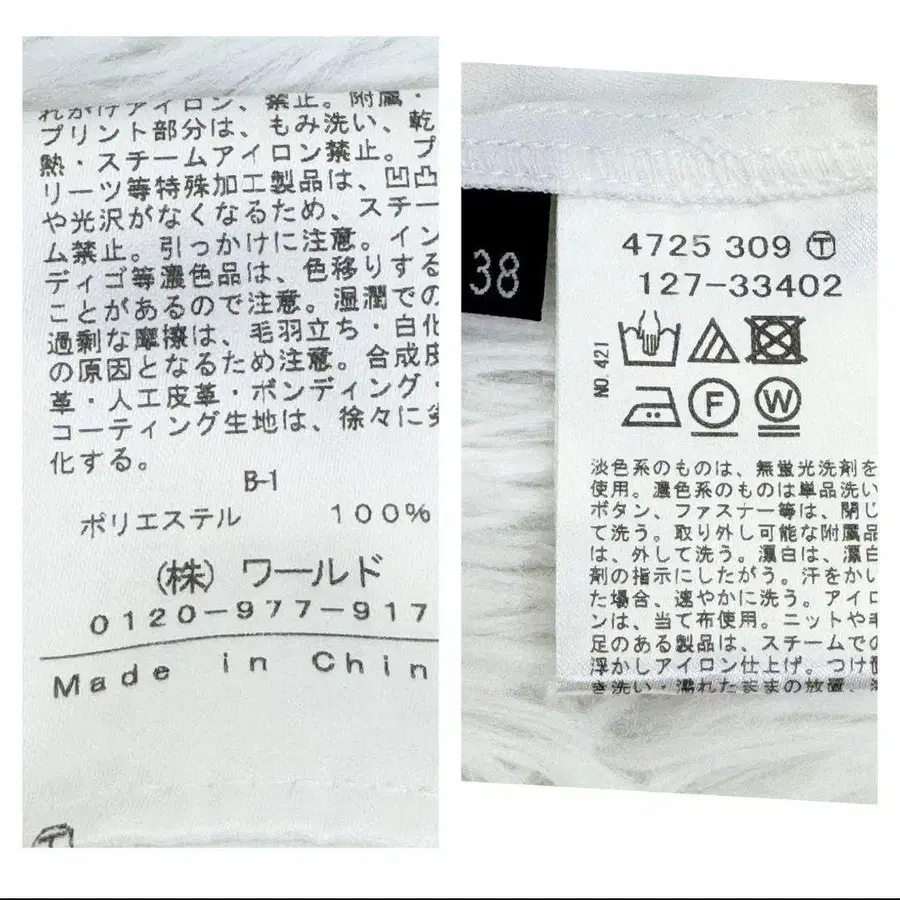 れがけアイロン、禁止。附属・
プリント部分は、もみ洗い、乾
熱・スチームアイロン禁止。プ
リーツ等特殊加工製品は、凹凸
や光沢がなくなるため、スチー
ム禁止。引っかけに注意。イン
ディゴ等濃色品は、色移りする
ことがあるので注意。湿潤での
過剰な摩擦は、毛羽立ち・白化
の原因となるため注意。合成皮
革・人工皮革・ボンディング・
コーティング生地は、徐々に劣
化する。
B-1
ポリエステル 100%
(株) ワールド
0120-977-917
Made in Chin
T
38
4725 309 T
127-33402
NO.421
F W
淡色系のものは、無蛍光洗剤を
使用。濃色系のものは単品洗い
ボタン、ファスナー等は、閉じ
て洗う。取り外し可能な附属品
は、外して洗う。漂白は、漂白
剤の指示にしたがう。汗をかい
た場合、速やかに洗う。アイロ
ンは、当て布使用。ニットや毛
足のある製品は、スチームでの
浮かしアイロン仕上げ。つけ置
き洗い・濡れたままの放置、